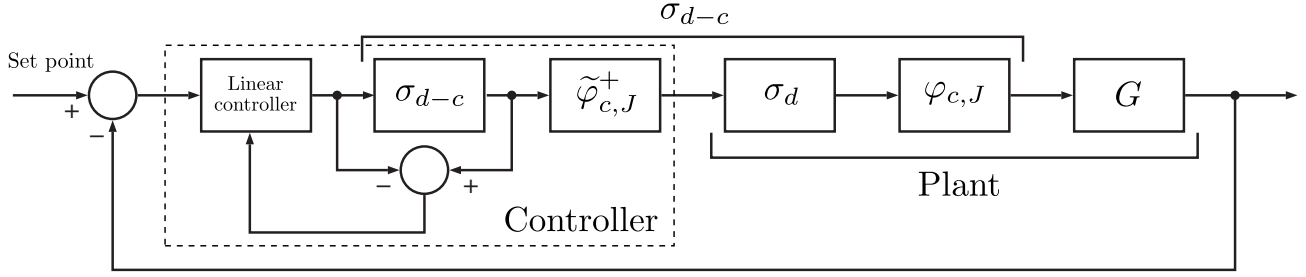 σ_{d−c}
Set point
+
−
Linear
controller
σ_{d−c}
φ̃⁺_{c,J}
σ_d
φ_{c,J}
G
−
+
Controller
Plant